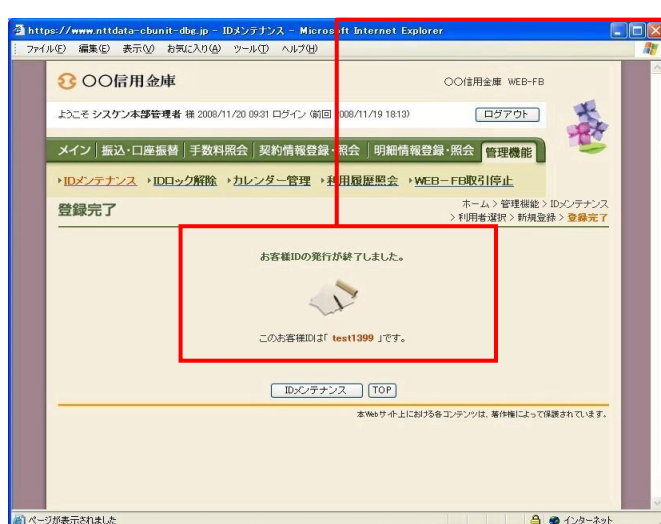 https://www.nttdata-cbunit-dbg.jp - IDメンテナンス - Microsoft Internet Explorer
ファイル(F) 編集(E) 表示(V) お気に入り(A) ツール(T) ヘルプ(H)
〇〇信用金庫
〇〇信用金庫 WEB-FB
ようこそ シスケン本部管理者 様 2008/11/20 09:31 ログイン (前回 2008/11/19 18:13)
ログアウト
メイン 振込・口座振替 手数料照会 契約情報登録・照会 明細情報登録・照会 管理機能
IDメンテナンス IDロック解除 カレンダー管理 利用履歴照会 WEB-FB取引停止
登録完了
ホーム > 管理機能 > IDメンテナンス
> 利用者選択 > 新規登録 > 登録完了
お客様IDの発行が終了しました。
このお客様IDは「 test1399 」です。
IDメンテナンス TOP
本Webサイト上における各コンテンツは、著作権によって保護されています。
ページが表示されました
インターネット